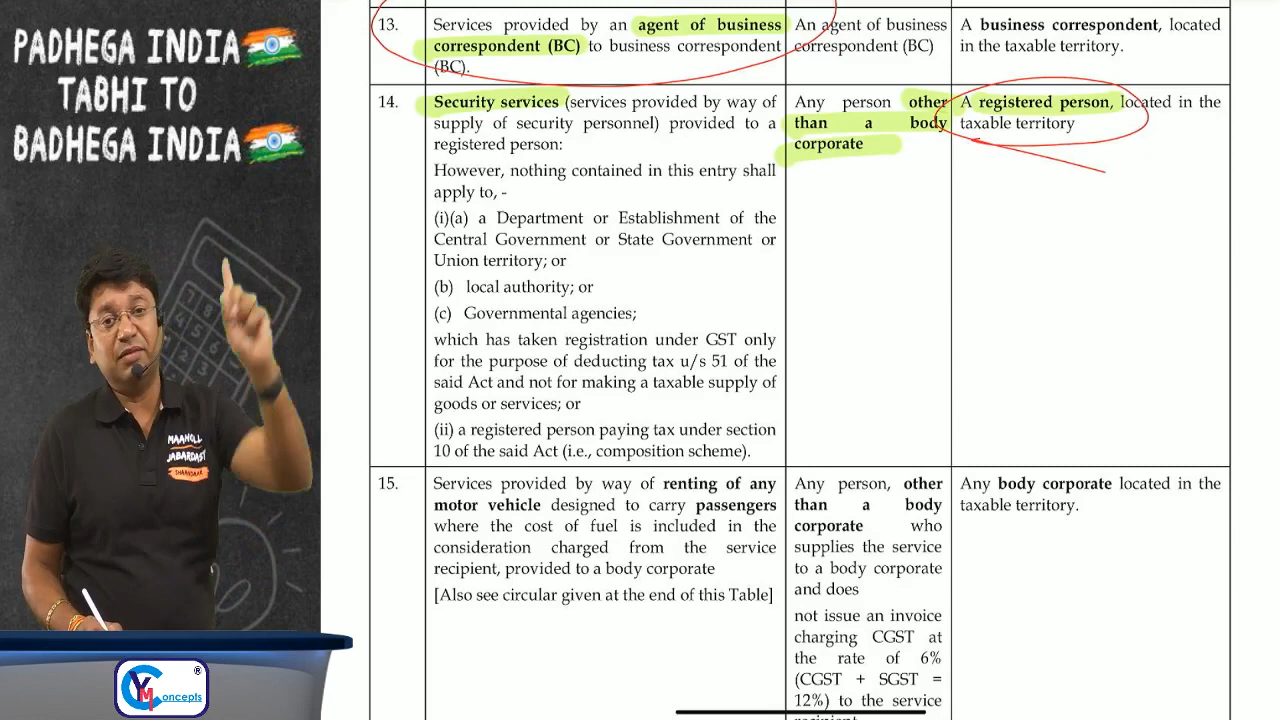 PADHEGA INDIA
TABHI TO
BADHEGA INDIA
MAAHOLL
JABARDAST
SHAANDAAR
CYM
oncepts
®
13.
Services provided by an agent of business
correspondent (BC) to business correspondent
(BC).
An agent of business
correspondent (BC)
A business correspondent, located
in the taxable territory.
14.
Security services (services provided by way of
supply of security personnel) provided to a
registered person:
However, nothing contained in this entry shall
apply to, -
(i)(a) a Department or Establishment of the
Central Government or State Government or
Union territory; or
(b) local authority; or
(c) Governmental agencies;
which has taken registration under GST only
for the purpose of deducting tax u/s 51 of the
said Act and not for making a taxable supply of
goods or services; or
(ii) a registered person paying tax under section
10 of the said Act (i.e., composition scheme).
Any person other
than a body
corporate
A registered person, located in the
taxable territory
15.
Services provided by way of renting of any
motor vehicle designed to carry passengers
where the cost of fuel is included in the
consideration charged from the service
recipient, provided to a body corporate
[Also see circular given at the end of this Table]
Any person, other
than a body
corporate who
supplies the service
to a body corporate
and does
not issue an invoice
charging CGST at
the rate of 6%
(CGST + SGST =
12%) to the service
recipient
Any body corporate located in the
taxable territory.